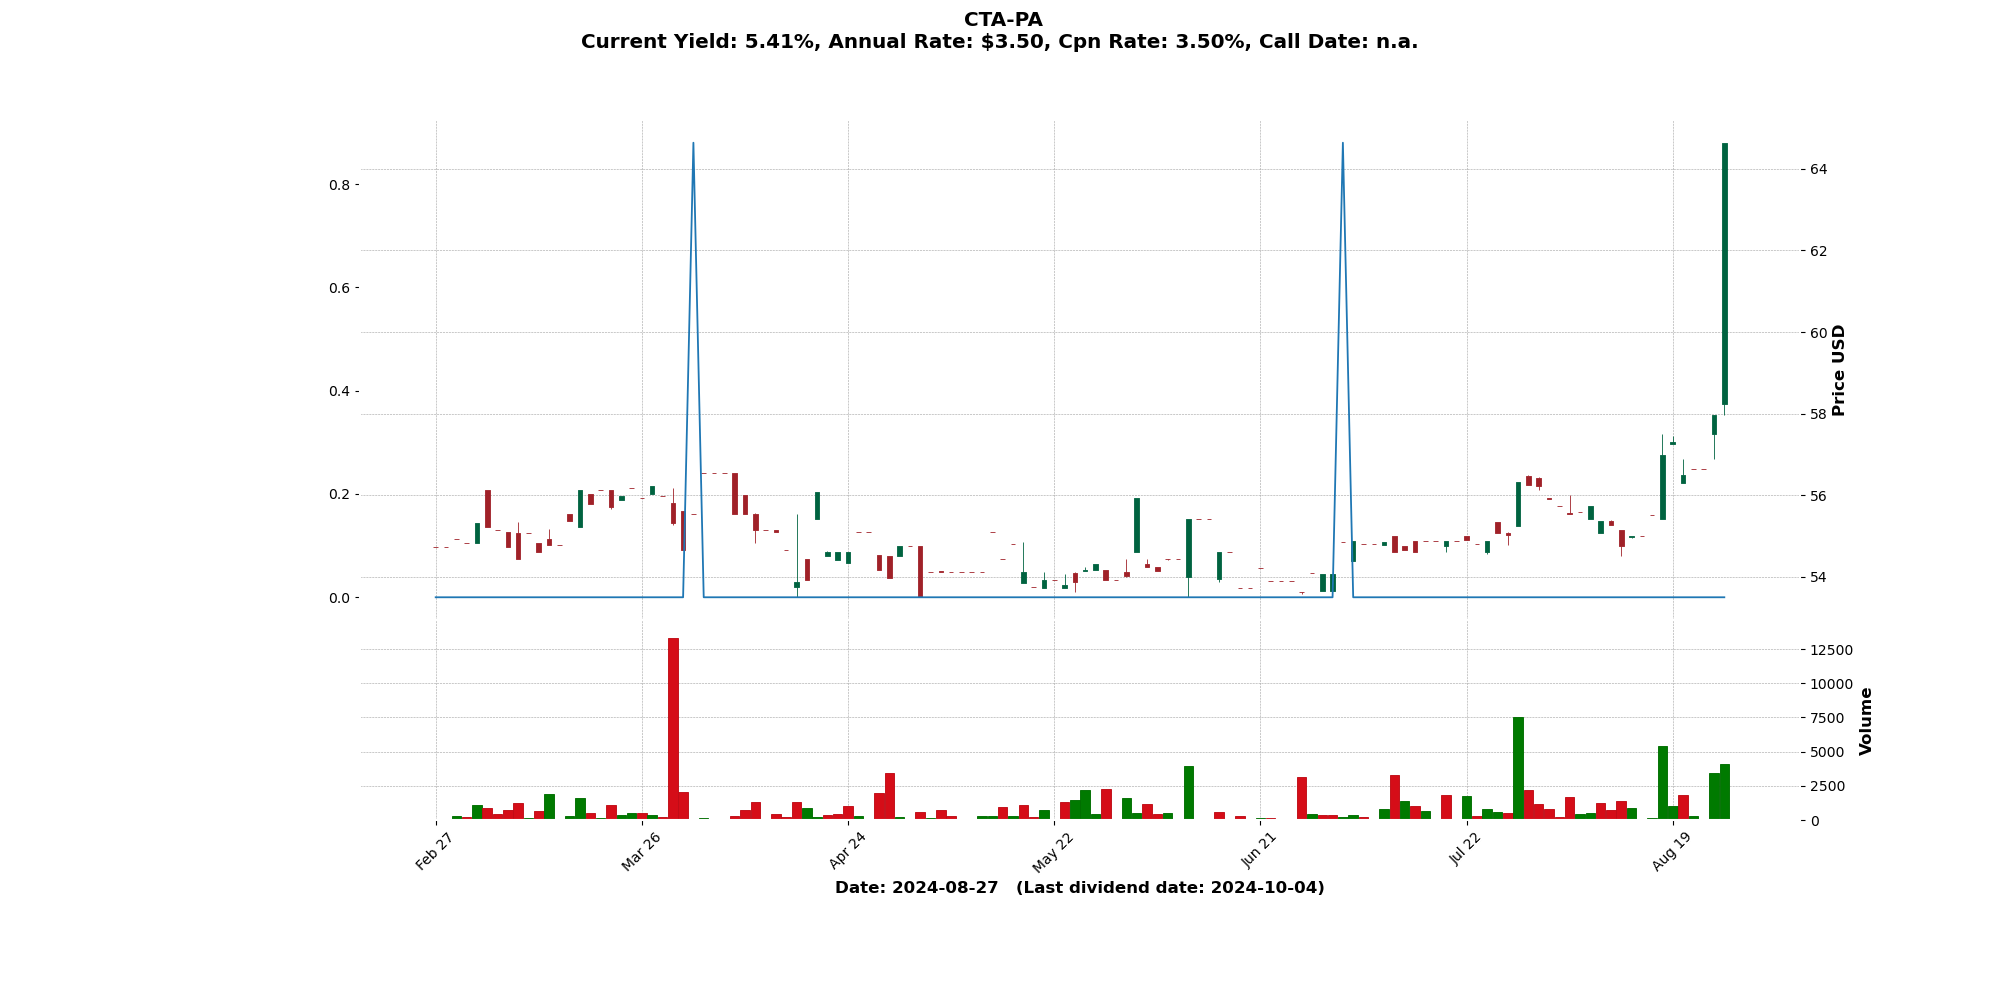 CTA-PA
Current Yield: 5.41%, Annual Rate: $3.50, Cpn Rate: 3.50%, Call Date: n.a.
0.8
0.6
0.4
0.2
0.0
64
62
60
58
56
54
Price USD
12500
10000
7500
5000
2500
0
Volume
Feb 27
Mar 26
Apr 24
May 22
Jun 21
Jul 22
Aug 19
Date: 2024-08-27 (Last dividend date: 2024-10-04)